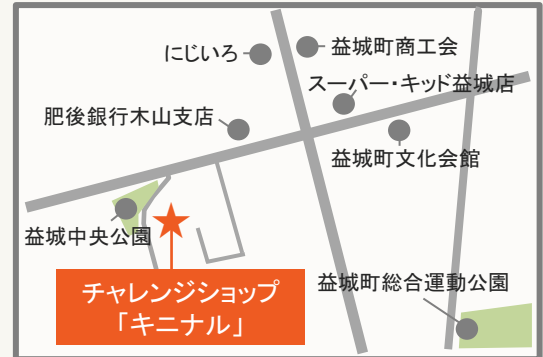 にじいろ
益城町商工会
スーパー・キッド益城店
肥後銀行木山支店
益城町文化会館
益城中央公園
チャレンジショップ
「キニナル」
益城町総合運動公園